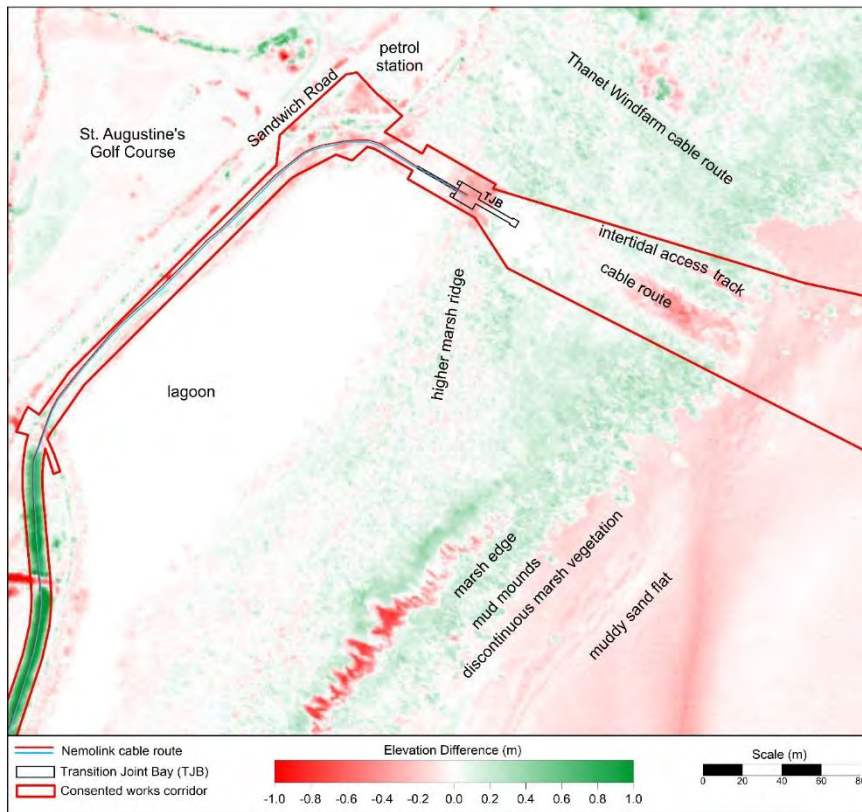 petrol
station
Sandwich Road
St. Augustine's
Golf Course
Thanet Windfarm cable route
TJB
intertidal access track
cable route
higher marsh ridge
lagoon
marsh edge
mud mounds
discontinuous marsh vegetation
muddy sand flat
Nemolink cable route
Transition Joint Bay (TJB)
Consented works corridor
Elevation Difference (m)
-1.0 -0.8 -0.6 -0.4 -0.2 0.0 0.2 0.4 0.6 0.8 1.0
Scale (m)
0 20 40 60 80